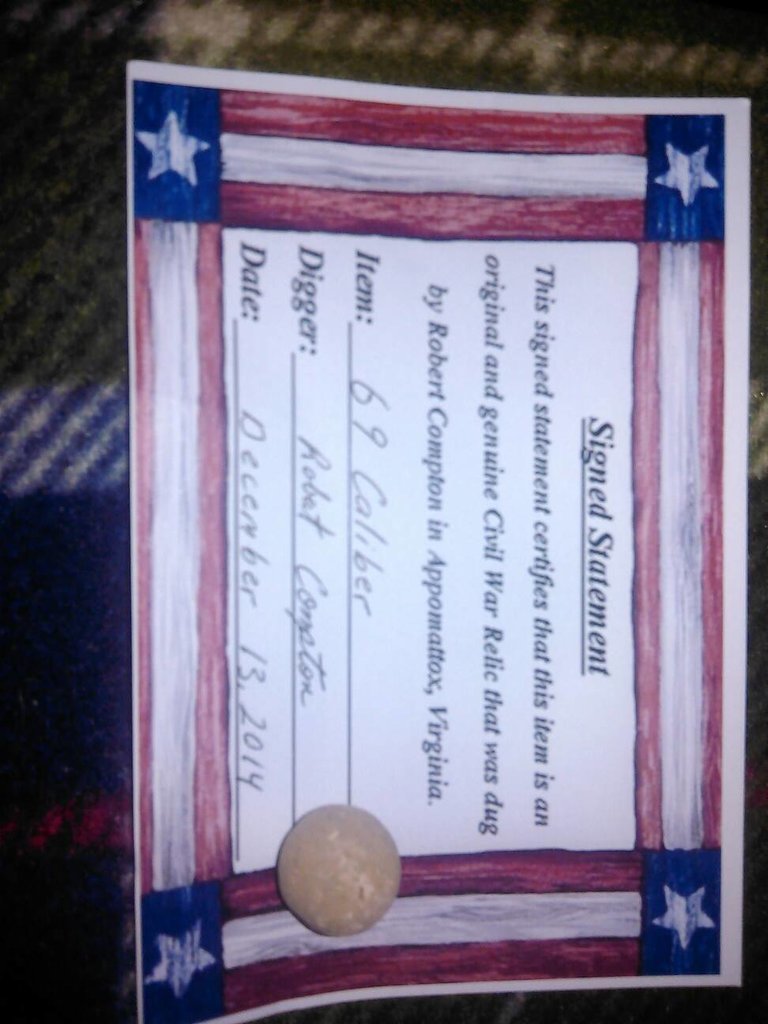 Signed Statement
This signed statement certifies that this item is an
original and genuine Civil War Relic that was dug
by Robert Compton in Appomattox, Virginia.
Item: 69 Caliber
Digger: Robert Compton
Date: December 13, 2014